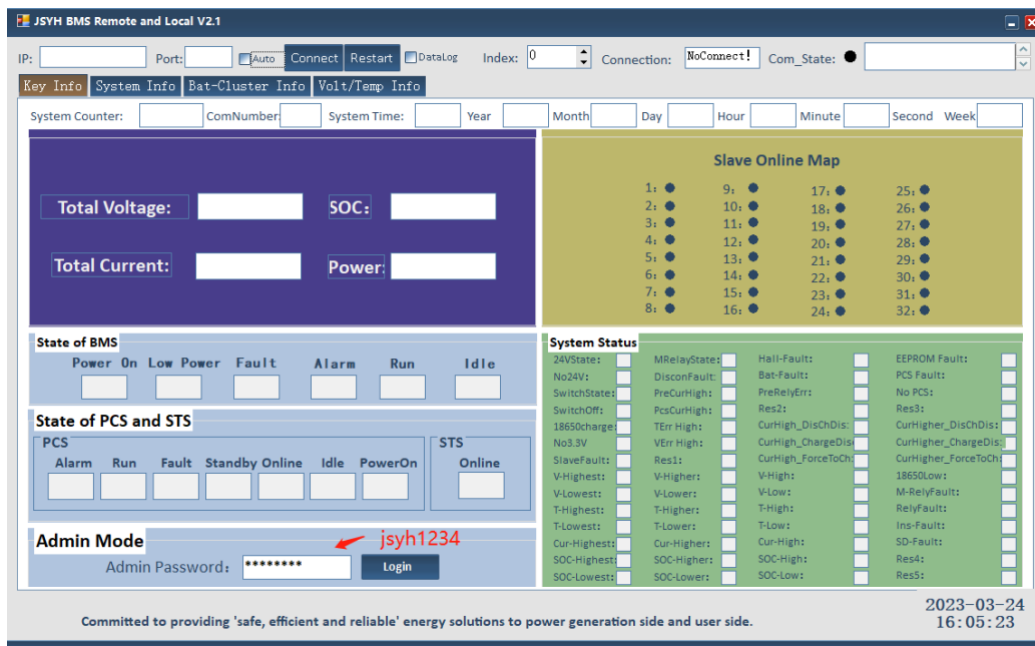 JSYH BMS Remote and Local V2.1
IP: Port: Auto Connect Restart DataLog Index: 0 Connection: NoConnect! Com_State:
Key Info System Info Bat-Cluster Info Volt/Temp Info
System Counter: ComNumber: System Time: Year Month Day Hour Minute Second Week
Total Voltage: SOC:
Total Current: Power:
Slave Online Map
1: 9: 17: 25:
2: 10: 18: 26:
3: 11: 19: 27:
4: 12: 20: 28:
5: 13: 21: 29:
6: 14: 22: 30:
7: 15: 23: 31:
8: 16: 24: 32:
State of BMS
Power On Low Power Fault Alarm Run Idle
State of PCS and STS
PCS STS
Alarm Run Fault Standby Online Idle PowerOn Online
Admin Mode
jsyh1234
Admin Password: ******** Login
System Status
24VState: MRelayState: Hall-Fault: EEPROM Fault:
No24V: DisconFault: Bat-Fault: PCS Fault:
SwitchState: PreCurHigh: PreRelyErr: No PCS:
SwitchOff: PcsCurHigh: Res2: Res3:
18650charge: TErr High: CurHigh_DisChDis: CurHigher_DisChDis:
No3.3V VErr High: CurHigh_ChargeDis CurHigher_ChargeDis:
SlaveFault: Res1: CurHigh_ForceToCh: CurHigher_ForceToCh
V-Highest: V-Higher: V-High: 18650Low:
V-Lowest: V-Lower: V-Low: M-RelyFault:
T-Highest: T-Higher: T-High: RelyFault:
T-Lowest: T-Lower: T-Low: Ins-Fault:
Cur-Highest: Cur-Higher: Cur-High: SD-Fault:
SOC-Highest: SOC-Higher: SOC-High: Res4:
SOC-Lowest: SOC-Lower: SOC-Low: Res5:
Committed to providing 'safe, efficient and reliable' energy solutions to power generation side and user side.
2023-03-24
16:05:23